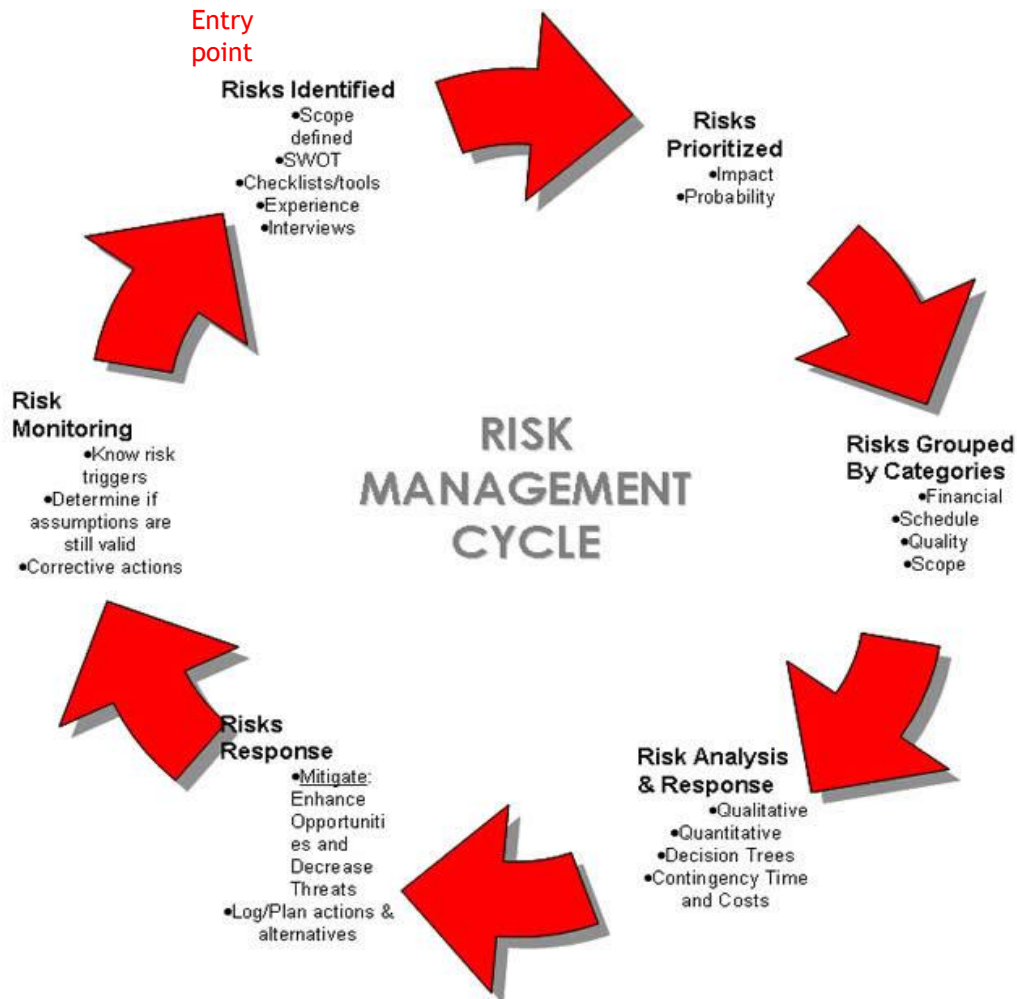 Entry
point
Risks Identified
•Scope
defined
•SWOT
•Checklists/tools
•Experience
•Interviews
Risks
Prioritized
•Impact
•Probability
Risks Grouped
By Categories
•Financial
•Schedule
•Quality
•Scope
Risk Analysis
& Response
•Qualitative
•Quantitative
•Decision Trees
•Contingency Time
and Costs
Risks
Response
•Mitigate:
Enhance
Opportuniti
es and
Decrease
Threats
•Log/Plan actions &
alternatives
Risk
Monitoring
•Know risk
triggers
•Determine if
assumptions are
still valid
•Corrective actions
RISK
MANAGEMENT
CYCLE